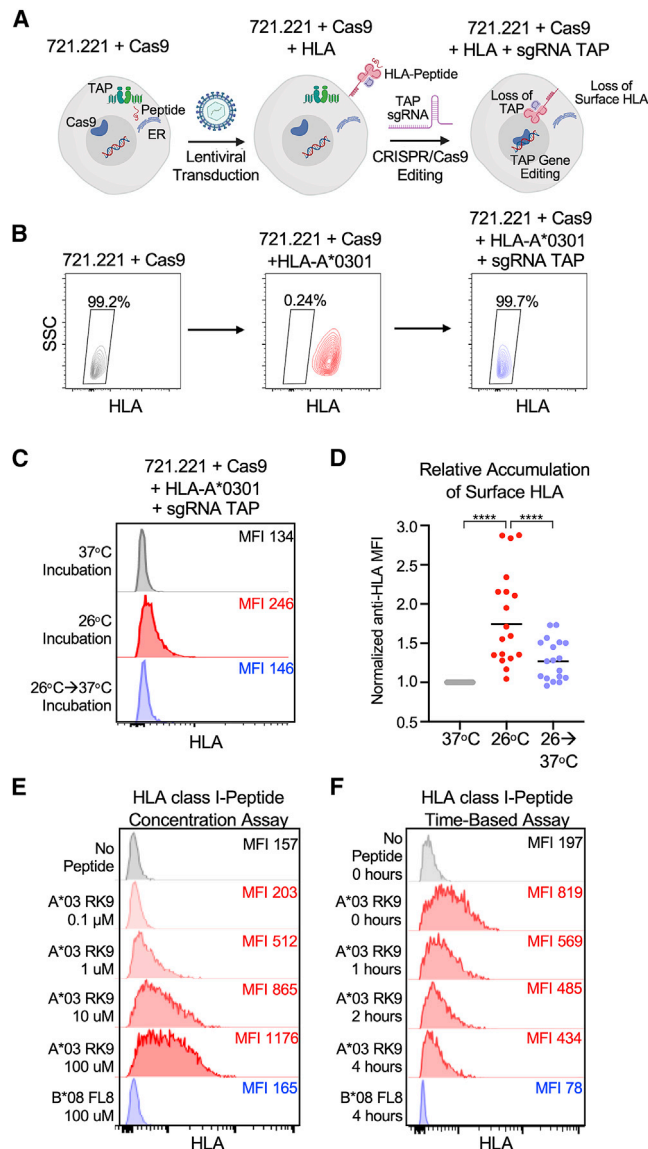 A
721.221 + Cas9
721.221 + Cas9
+ HLA
721.221 + Cas9
+ HLA + sgRNA TAP
TAP
Peptide
Cas9
ER
Lentiviral
Transduction
HLA-Peptide
TAP
sgRNA
CRISPR/Cas9
Editing
Loss of
TAP
Loss of
Surface HLA
TAP Gene
Editing
B
721.221 + Cas9
721.221 + Cas9
+HLA-A*0301
721.221 + Cas9
+ HLA-A*0301
+ sgRNA TAP
99.2%
0.24%
99.7%
SSC
HLA
HLA
HLA
C
721.221 + Cas9
+ HLA-A*0301
+ sgRNA TAP
37°C
Incubation
MFI 134
26°C
Incubation
MFI 246
26°C→37°C
Incubation
MFI 146
HLA
D
Relative Accumulation
of Surface HLA
**** ****
Normalized anti-HLA MFI
3.0
2.5
2.0
1.5
1.0
0.5
37°C 26°C 26→
37°C
E
HLA class I-Peptide
Concentration Assay
No
Peptide
MFI 157
A*03 RK9
0.1 µM
MFI 203
A*03 RK9
1 uM
MFI 512
A*03 RK9
10 uM
MFI 865
A*03 RK9
100 uM
MFI 1176
B*08 FL8
100 uM
MFI 165
HLA
F
HLA class I-Peptide
Time-Based Assay
No
Peptide
0 hours
MFI 197
A*03 RK9
0 hours
MFI 819
A*03 RK9
1 hours
MFI 569
A*03 RK9
2 hours
MFI 485
A*03 RK9
4 hours
MFI 434
B*08 FL8
4 hours
MFI 78
HLA